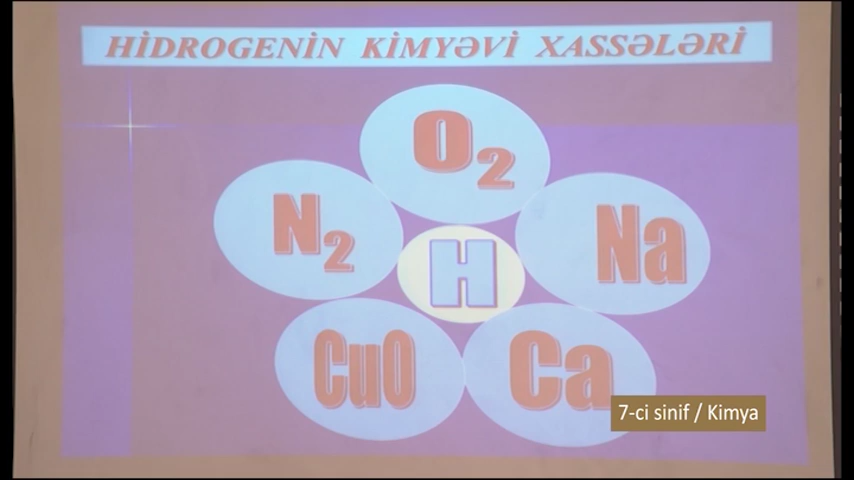 HİDROGENİN KİMYƏVİ XASSƏLƏRİ
O2
N2
Na
H
CuO
Ca
7-ci sinif / Kimya